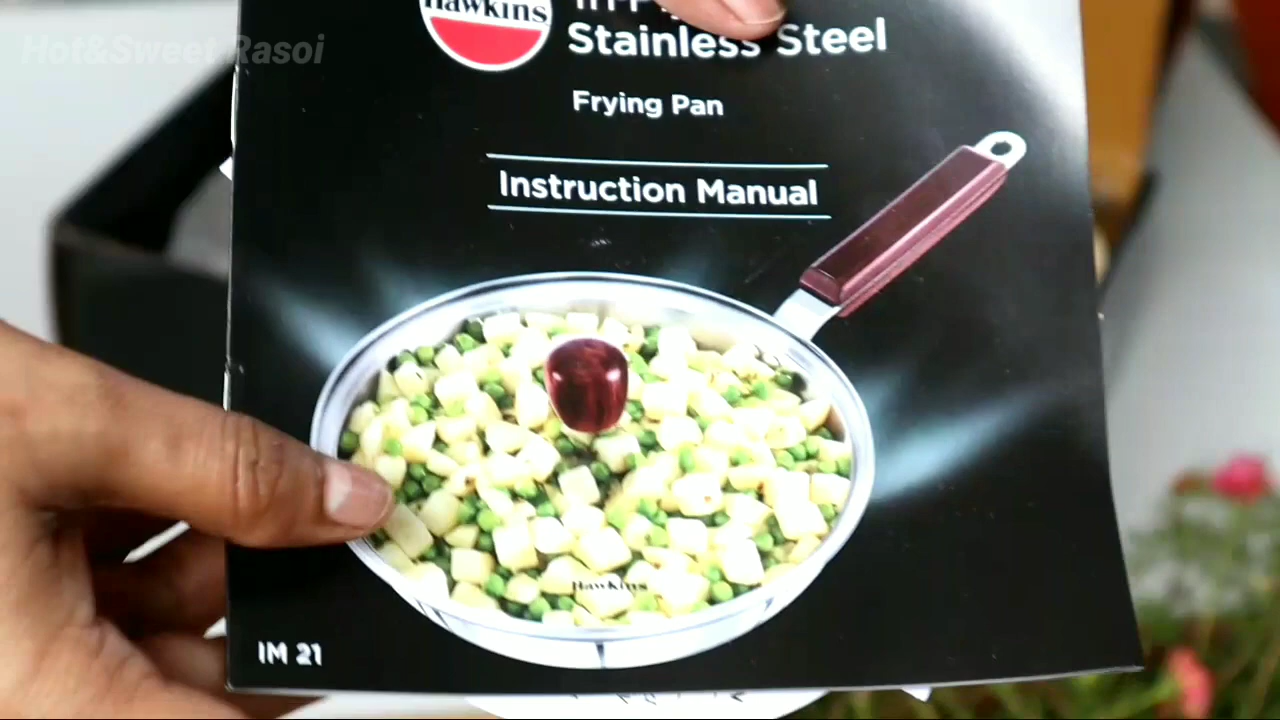 Hot&Sweet Rasoi
Hawkins
Stainless Steel
Frying Pan
Instruction Manual
Hawkins
IM 21